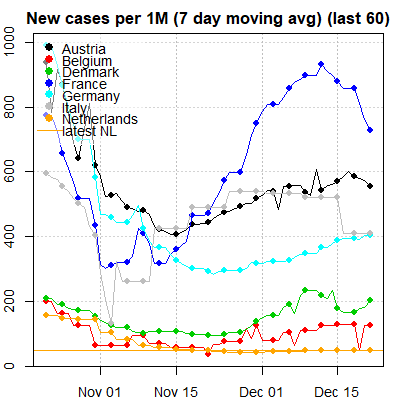 New cases per 1M (7 day moving avg) (last 60)
1000
800
600
400
200
0
Austria
Belgium
Denmark
France
Germany
Italy
Netherlands
latest NL
Nov 01 Nov 15 Dec 01 Dec 15